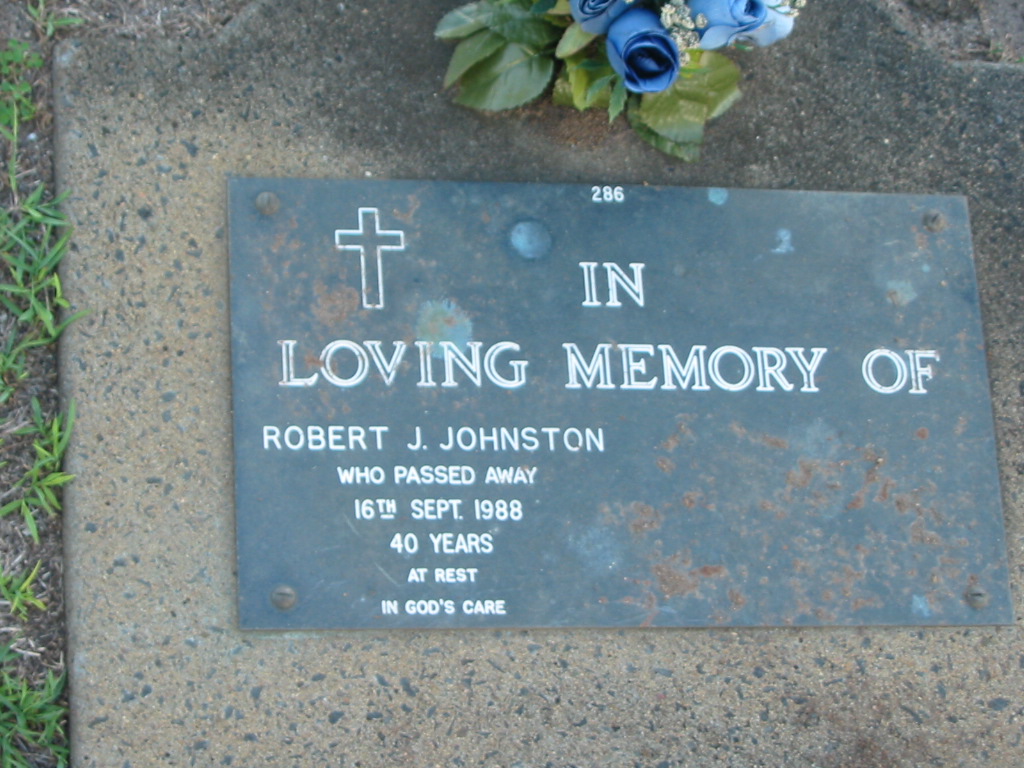 286
IN
LOVING MEMORY OF
ROBERT J. JOHNSTON
WHO PASSED AWAY
16TH SEPT. 1988
40 YEARS
AT REST
IN GOD'S CARE